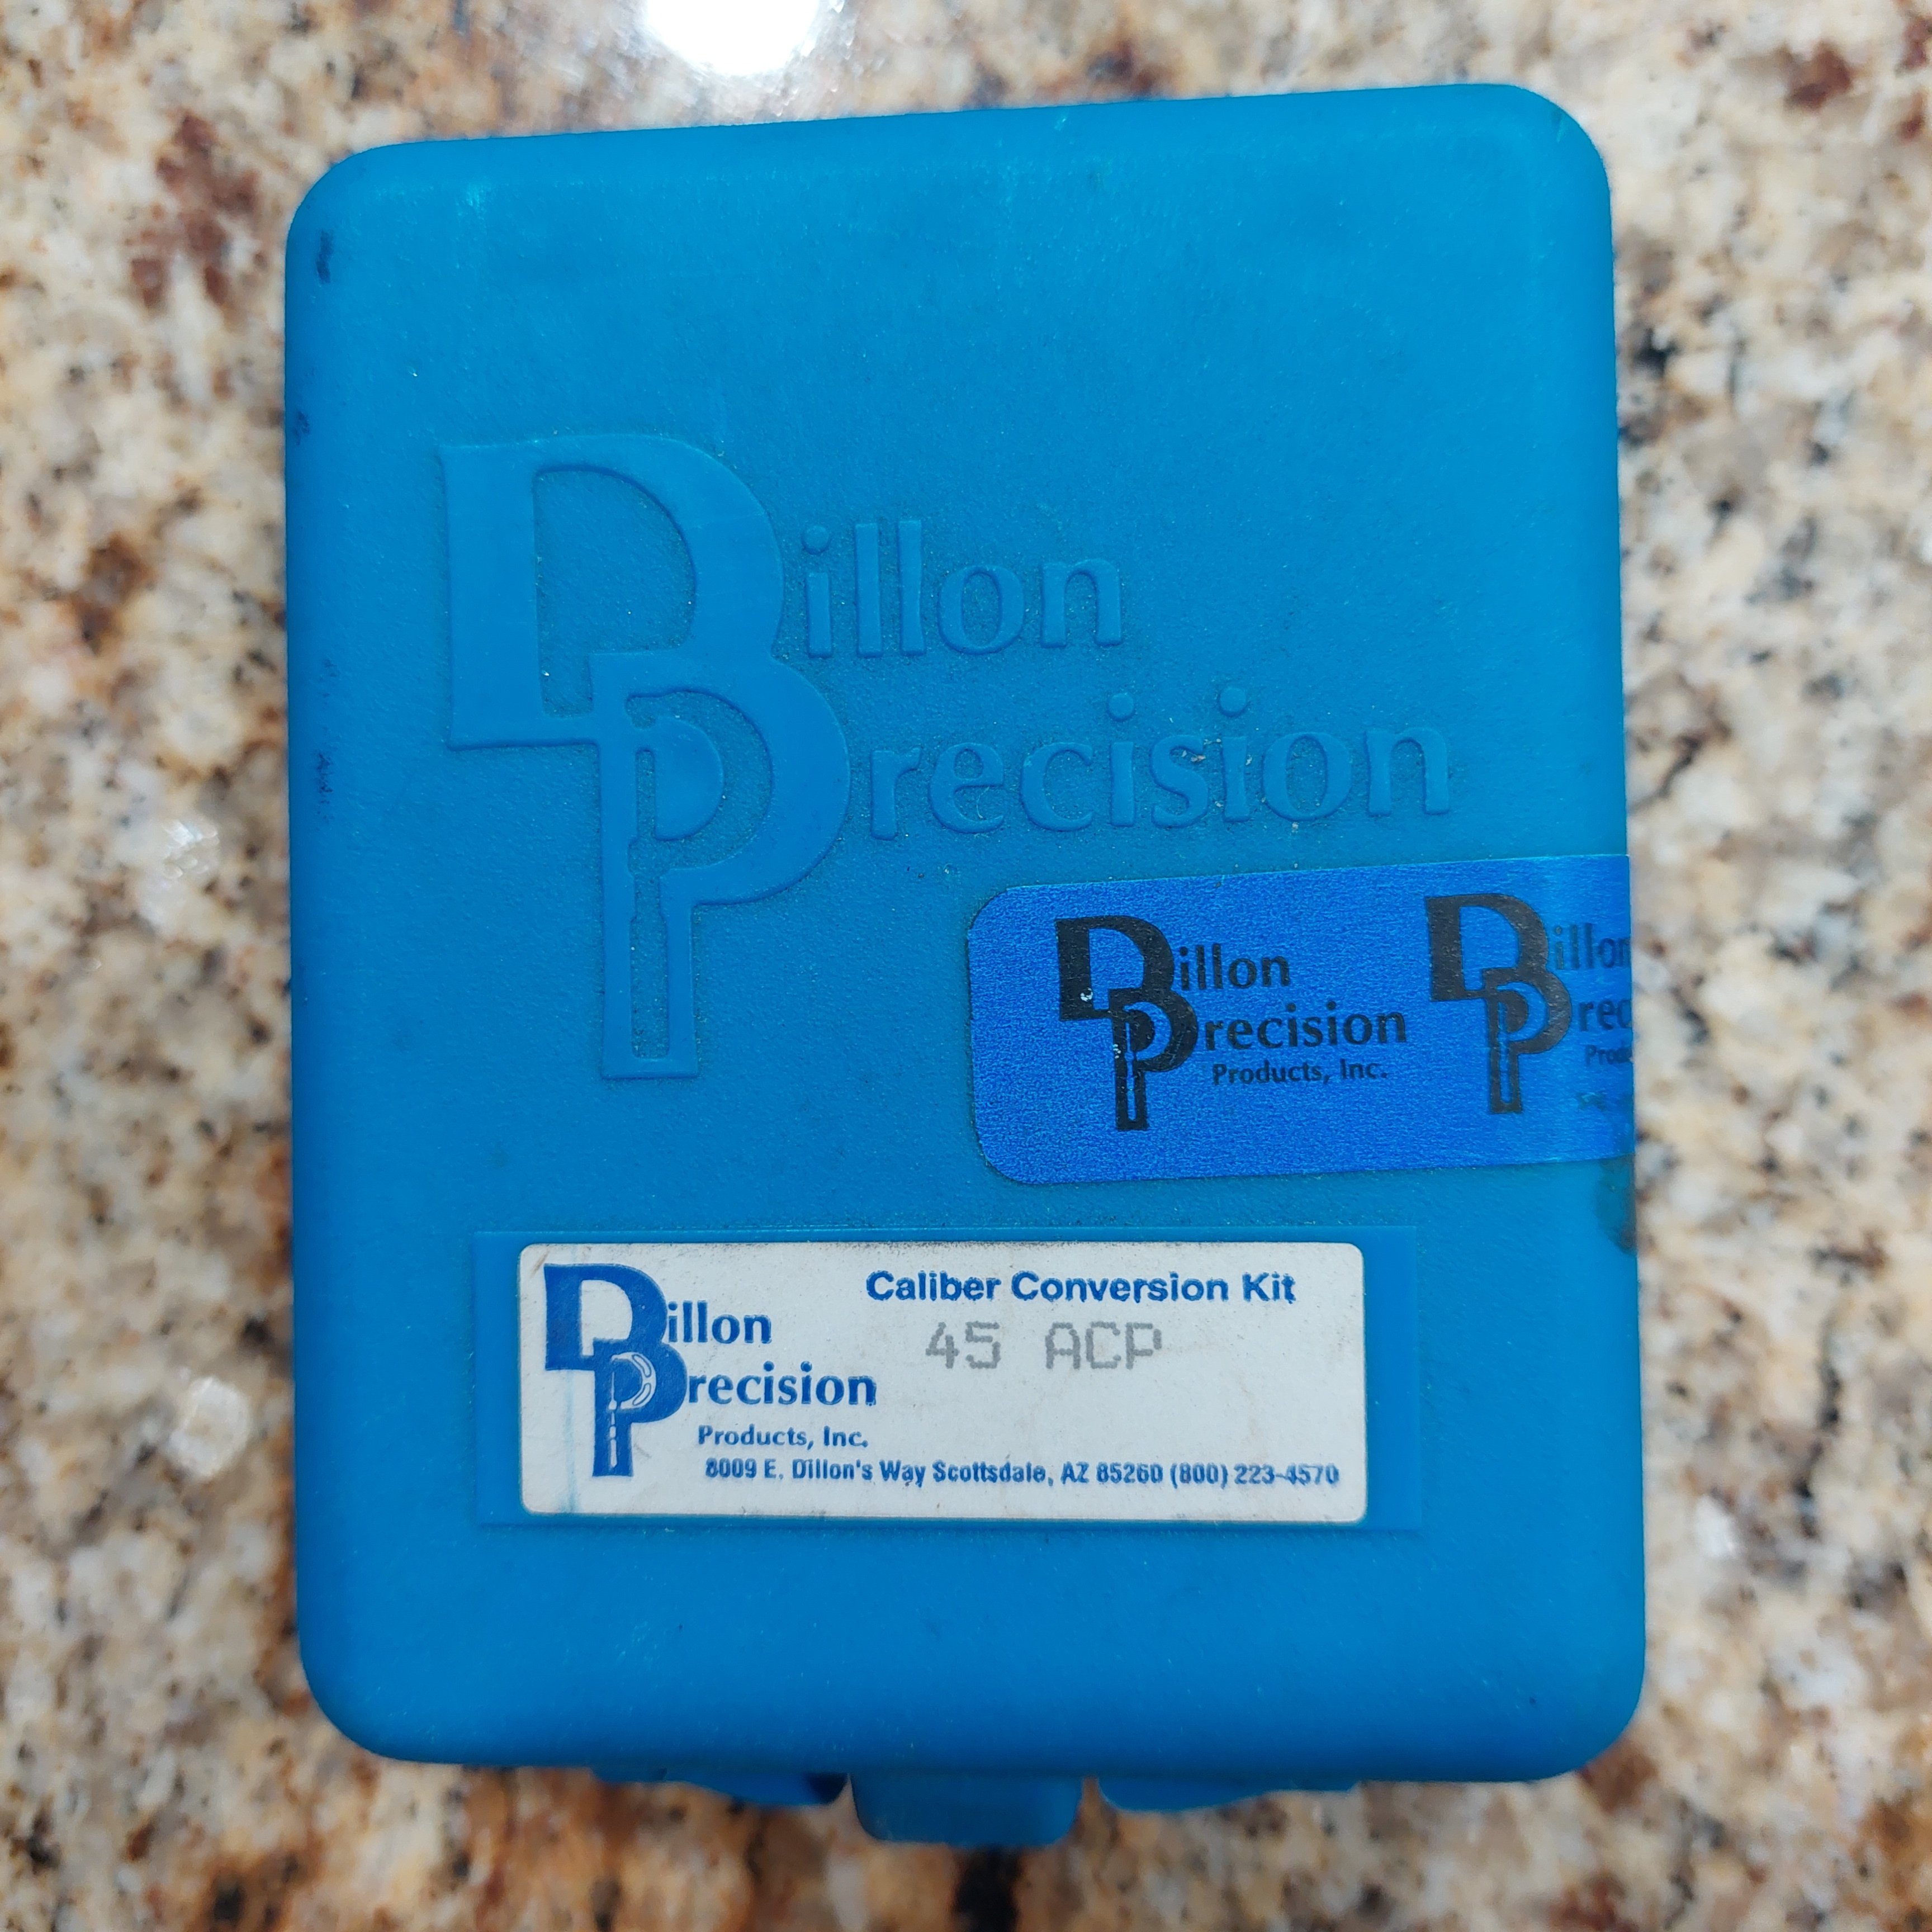 Dillon
Precision
Dillon
Precision
Products, Inc.
Dillon
Caliber Conversion Kit
45 ACP
Dillon
Precision
Products, Inc.
8009 E. Dillon's Way Scottsdale, AZ 85260 (800) 223-4570